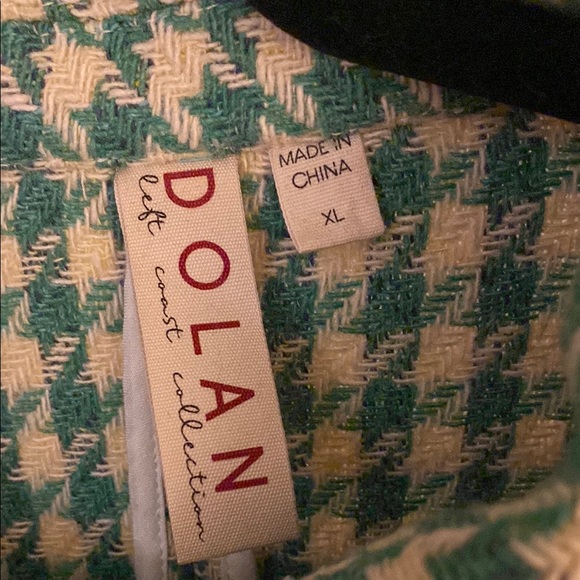 DOLAN
left coast collection
MADE IN
CHINA
XL